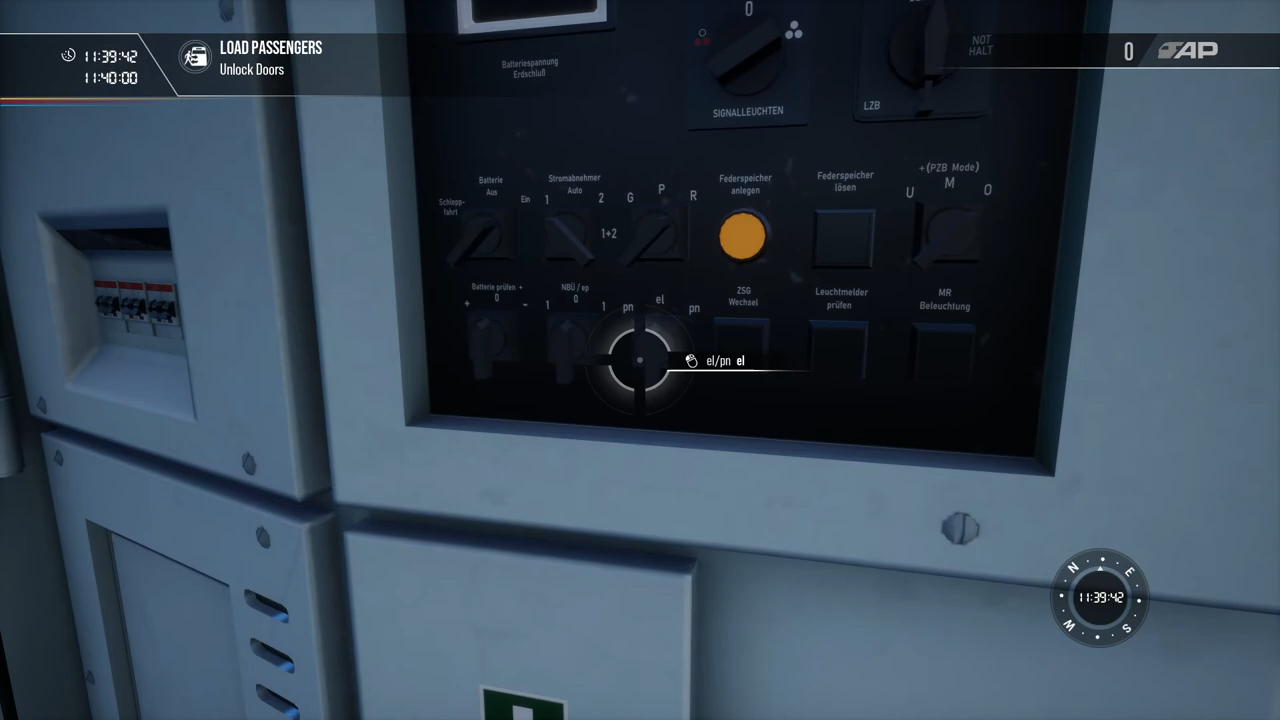 11:39:42
11:40:00
LOAD PASSENGERS
Unlock Doors
0
AP
Batteriespannung
Erdschluß
0
SIGNALLEUCHTEN
NOT
HALT
LZB
Batterie
Aus
Ein
Schlepp-
fahrt
Stromabnehmer
Auto
1
2
1+2
G
P
R
Federspeicher
anlegen
Federspeicher
lösen
+(PZB Mode)
U
M
O
Batterie prüfen +
0
+
-
NBÜ / ep
0
1
1
pn
el
pn
ZSG
Wechsel
Leuchtmelder
prüfen
MR
Beleuchtung
el/pn el
N
E
S
W
11:39:42